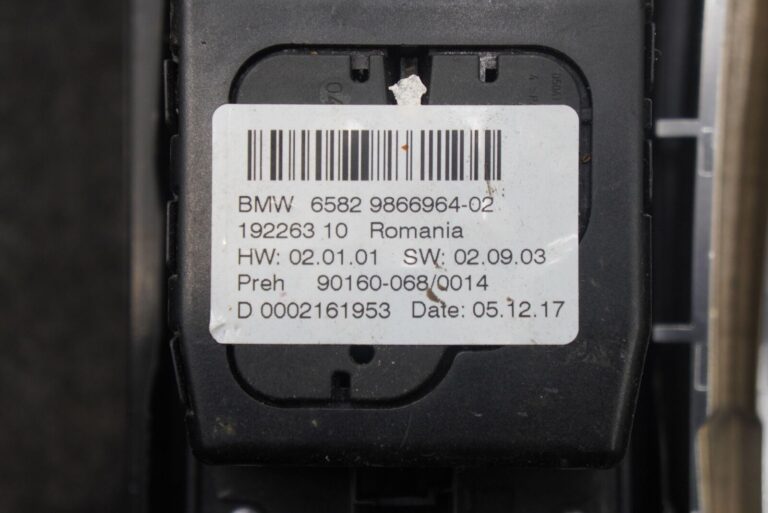 BMW 6582 9866964-02
192263 10 Romania
HW: 02.01.01 SW: 02.09.03
Preh 90160-068/0014
D 0002161953 Date: 05.12.17